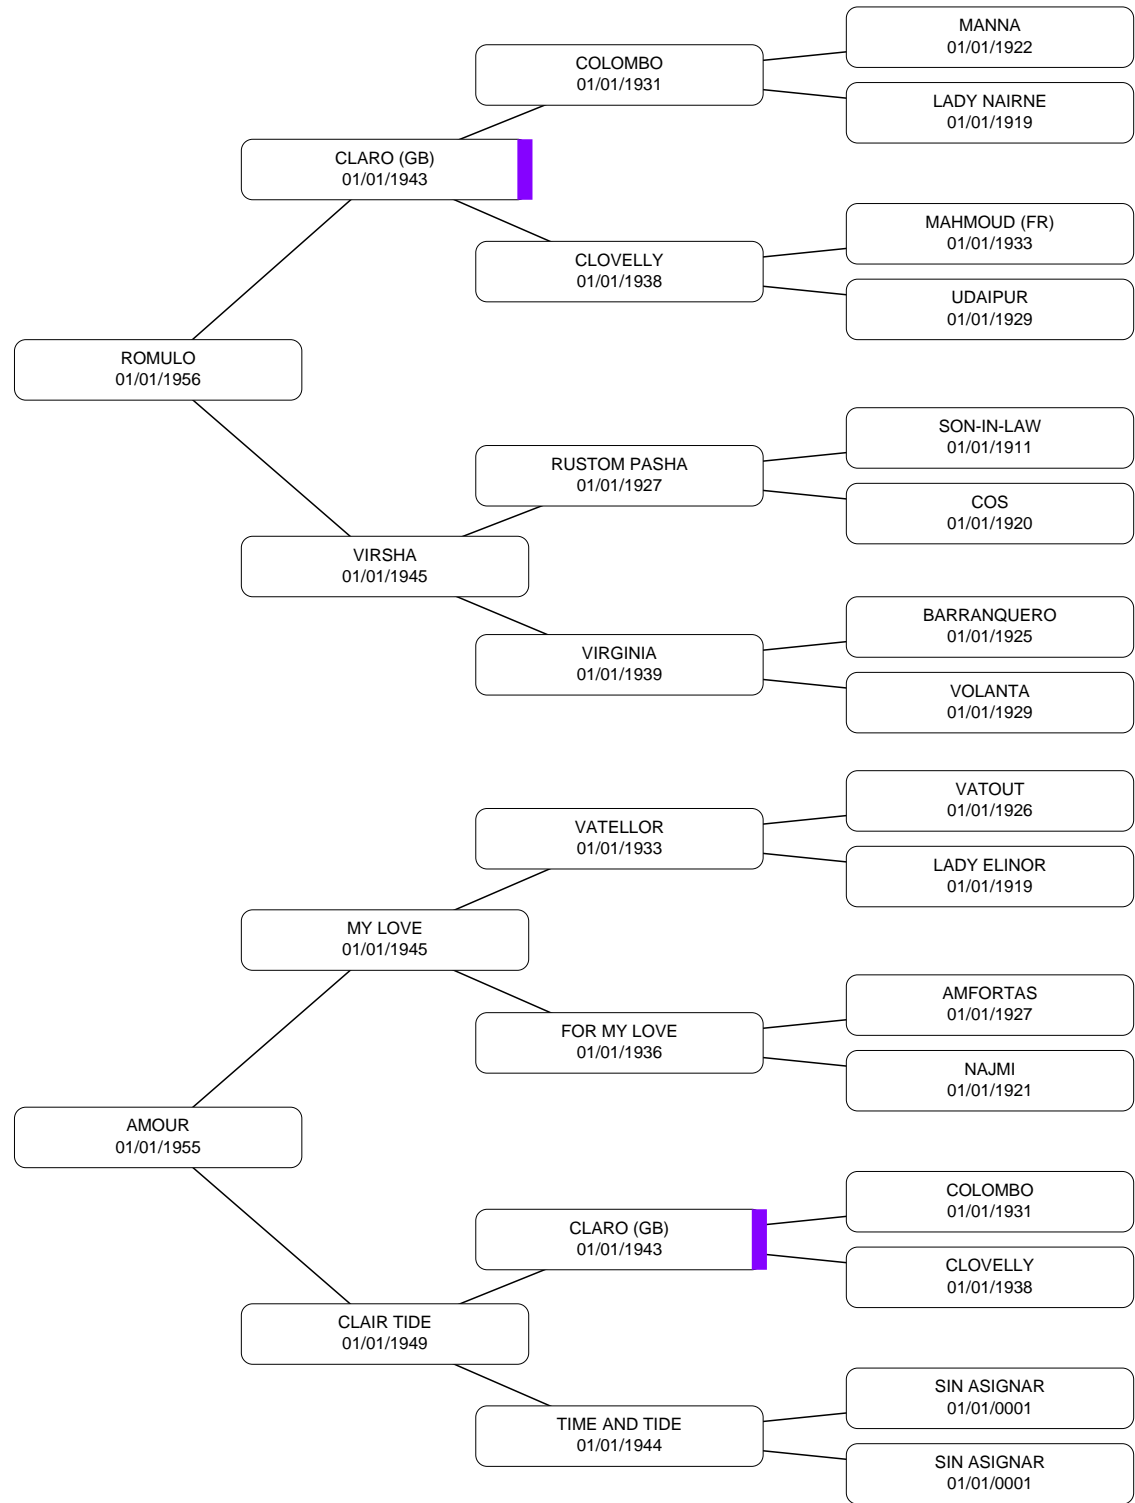 MANNA
01/01/1922
COLOMBO
01/01/1931
LADY NAIRNE
01/01/1919
CLARO (GB)
01/01/1943
MAHMOUD (FR)
01/01/1933
CLOVELLY
01/01/1938
UDAIPUR
01/01/1929
ROMULO
01/01/1956
SON-IN-LAW
01/01/1911
RUSTOM PASHA
01/01/1927
COS
01/01/1920
VIRSHA
01/01/1945
BARRANQUERO
01/01/1925
VIRGINIA
01/01/1939
VOLANTA
01/01/1929
VATOUT
01/01/1926
VATELLOR
01/01/1933
LADY ELINOR
01/01/1919
MY LOVE
01/01/1945
AMFORTAS
01/01/1927
FOR MY LOVE
01/01/1936
NAJMI
01/01/1921
AMOUR
01/01/1955
COLOMBO
01/01/1931
CLARO (GB)
01/01/1943
CLOVELLY
01/01/1938
CLAIR TIDE
01/01/1949
SIN ASIGNAR
01/01/0001
TIME AND TIDE
01/01/1944
SIN ASIGNAR
01/01/0001